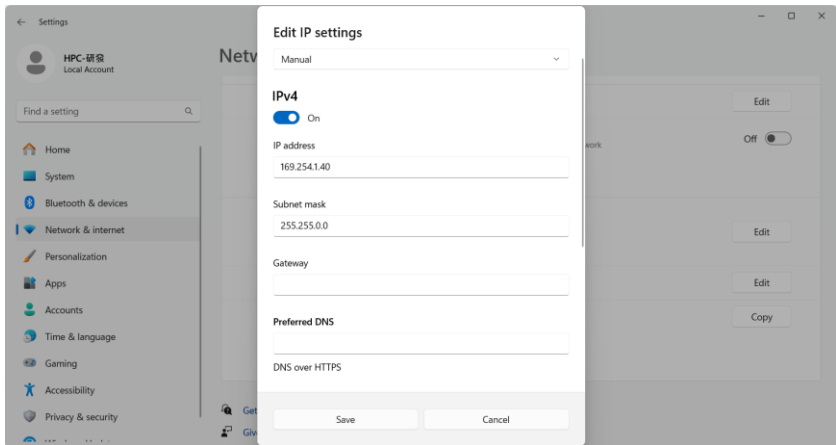 Settings
HPC-研發
Local Account
Find a setting
Home
System
Bluetooth & devices
Network & internet
Personalization
Apps
Accounts
Time & language
Gaming
Accessibility
Privacy & security
Netw
Edit
work
Off
Edit
Edit
Copy
Get
Giv
Edit IP settings
Manual
IPv4
On
IP address
169.254.1.40
Subnet mask
255.255.0.0
Gateway
Preferred DNS
DNS over HTTPS
Save
Cancel